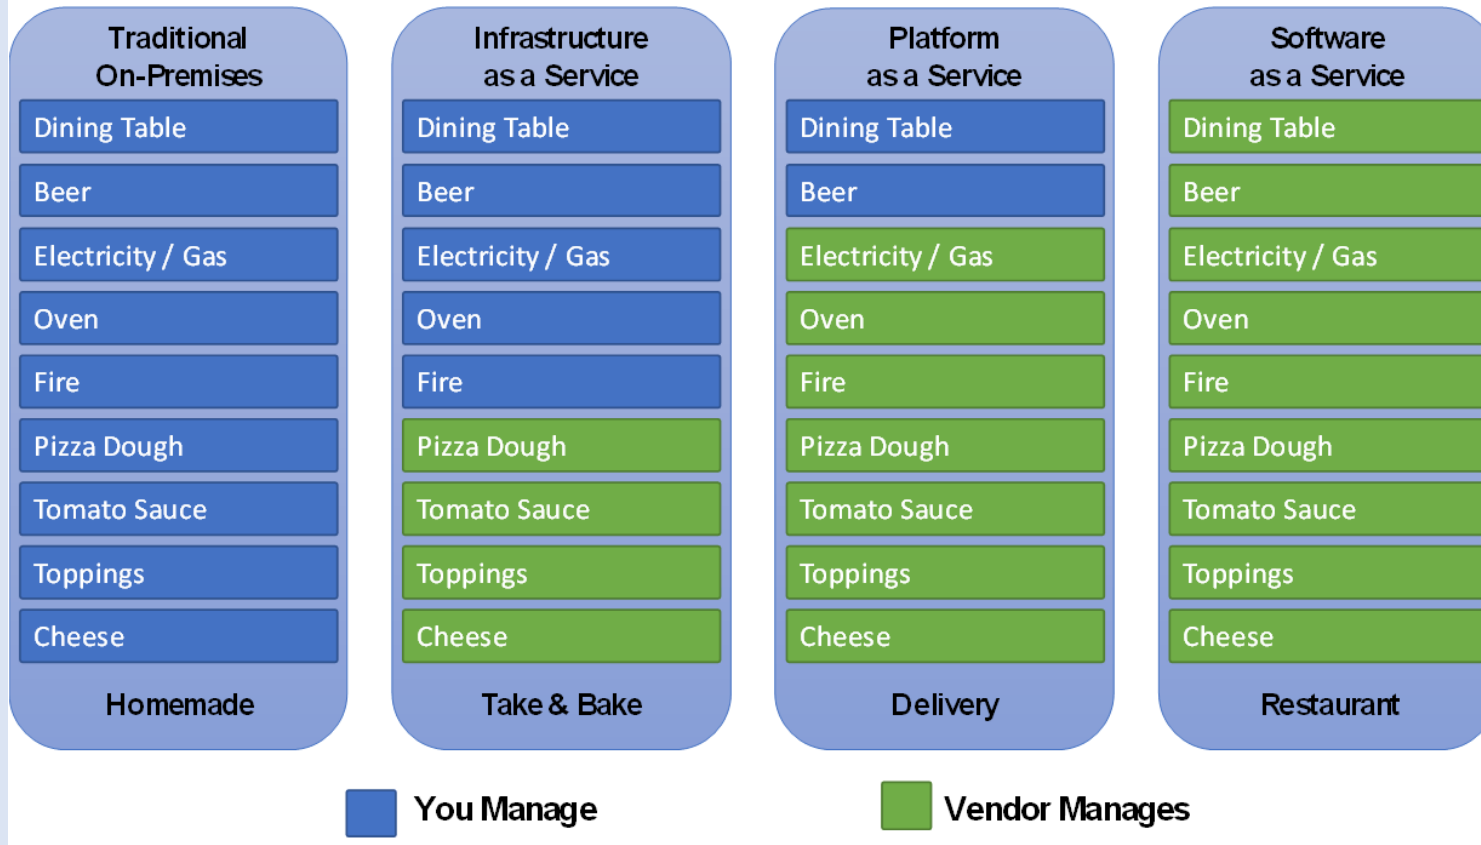 Traditional
On-Premises
Dining Table
Beer
Electricity / Gas
Oven
Fire
Pizza Dough
Tomato Sauce
Toppings
Cheese
Homemade
Infrastructure
as a Service
Dining Table
Beer
Electricity / Gas
Oven
Fire
Pizza Dough
Tomato Sauce
Toppings
Cheese
Take & Bake
Platform
as a Service
Dining Table
Beer
Electricity / Gas
Oven
Fire
Pizza Dough
Tomato Sauce
Toppings
Cheese
Delivery
Software
as a Service
Dining Table
Beer
Electricity / Gas
Oven
Fire
Pizza Dough
Tomato Sauce
Toppings
Cheese
Restaurant
You Manage
Vendor Manages